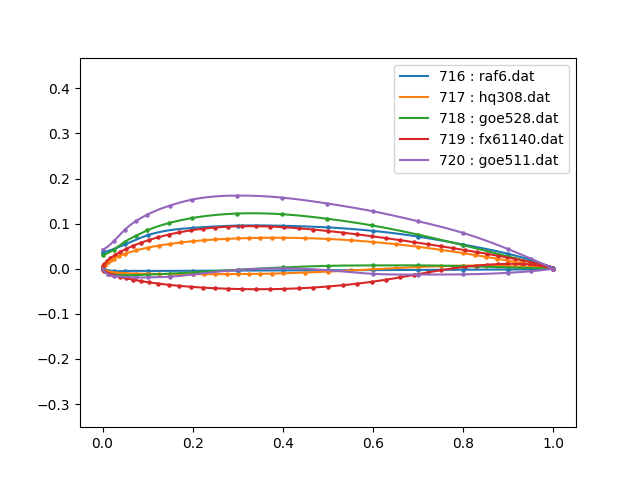 716 : raf6.dat
717 : hq308.dat
718 : goe528.dat
719 : fx61140.dat
720 : goe511.dat
0.4
0.3
0.2
0.1
0.0
−0.1
−0.2
−0.3
0.0 0.2 0.4 0.6 0.8 1.0